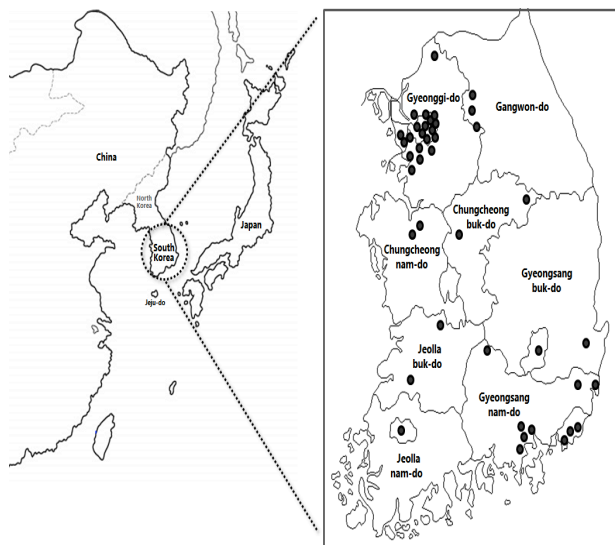 China
North
Korea
Japan
South
Korea
Jeju-do
Gyeonggi-do
Gangwon-do
Chungcheong
buk-do
Chungcheong
nam-do
Gyeongsang
buk-do
Jeolla
buk-do
Gyeongsang
nam-do
Jeolla
nam-do